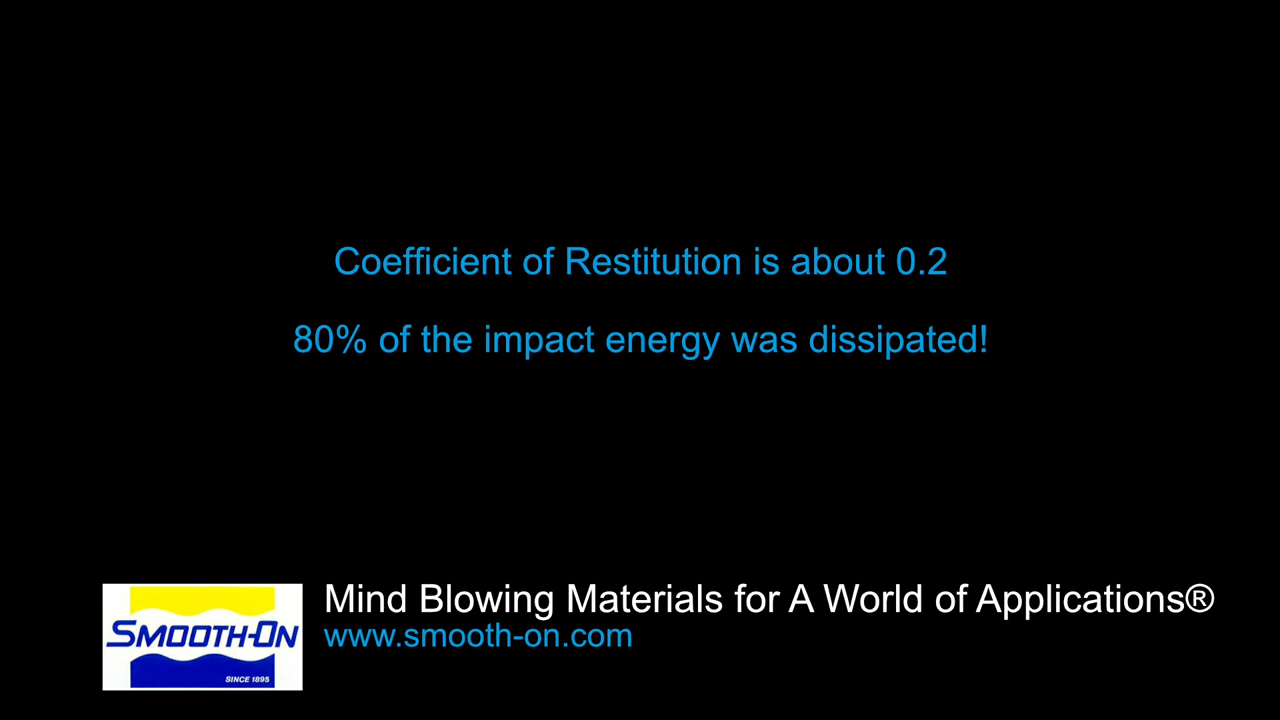 Coefficient of Restitution is about 0.2
80% of the impact energy was dissipated!
Mind Blowing Materials for A World of Applications®
www.smooth-on.com
SMOOTH-ON
SINCE 1895